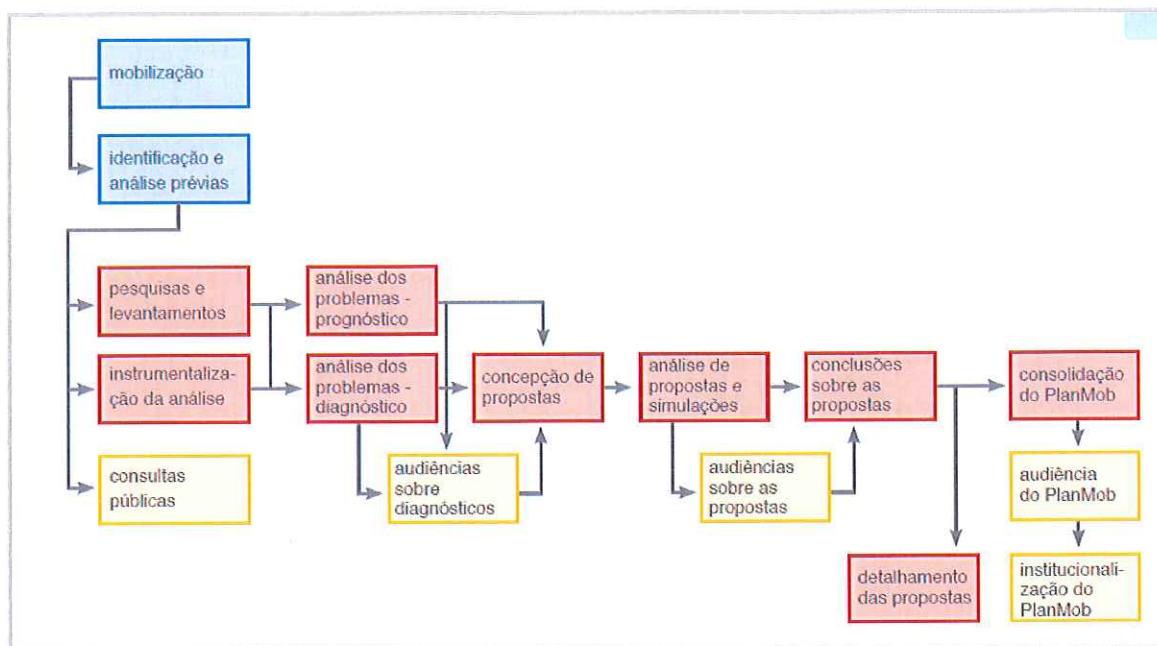 mobilização
identificação e
análise prévias
pesquisas e
levantamentos
instrumentaliza-
ção da análise
consultas
públicas
análise dos
problemas -
prognóstico
análise dos
problemas -
diagnóstico
audiências
sobre
diagnósticos
concepção de
propostas
análise de
propostas e
simulações
audiências
sobre as
propostas
conclusões
sobre as
propostas
detalhamento
das propostas
consolidação
do PlanMob
audiência
do PlanMob
institucionali-
zação do
PlanMob